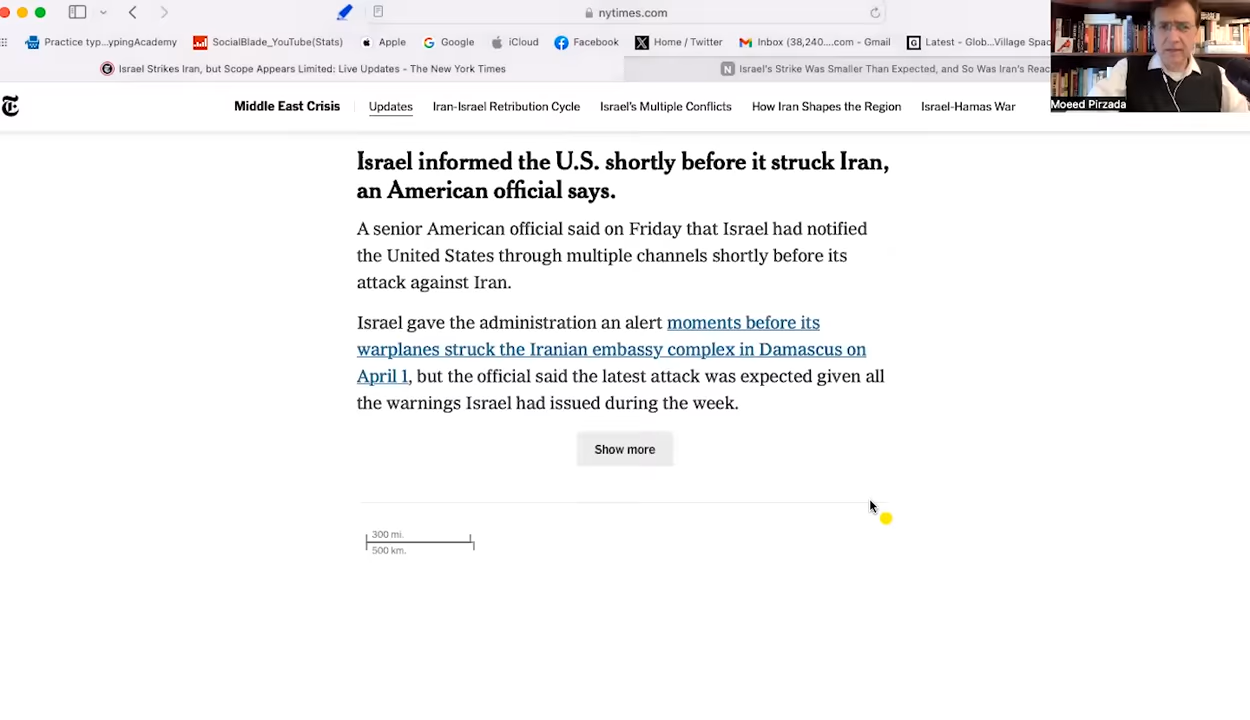 nytimes.com
Practice typ...ypingAcademy
SocialBlade_YouTube(Stats)
Apple
Google
iCloud
Facebook
Home / Twitter
Inbox (38,240....com - Gmail
Latest - Glob...Village Spac
Israel Strikes Iran, but Scope Appears Limited: Live Updates - The New York Times
Israel's Strike Was Smaller Than Expected, and So Was Iran's Reac
Moeed Pirzada
Middle East Crisis
Updates
Iran-Israel Retribution Cycle
Israel's Multiple Conflicts
How Iran Shapes the Region
Israel-Hamas War
Israel informed the U.S. shortly before it struck Iran,
an American official says.
A senior American official said on Friday that Israel had notified
the United States through multiple channels shortly before its
attack against Iran.
Israel gave the administration an alert moments before its
warplanes struck the Iranian embassy complex in Damascus on
April 1, but the official said the latest attack was expected given all
the warnings Israel had issued during the week.
Show more
300 mi.
500 km.